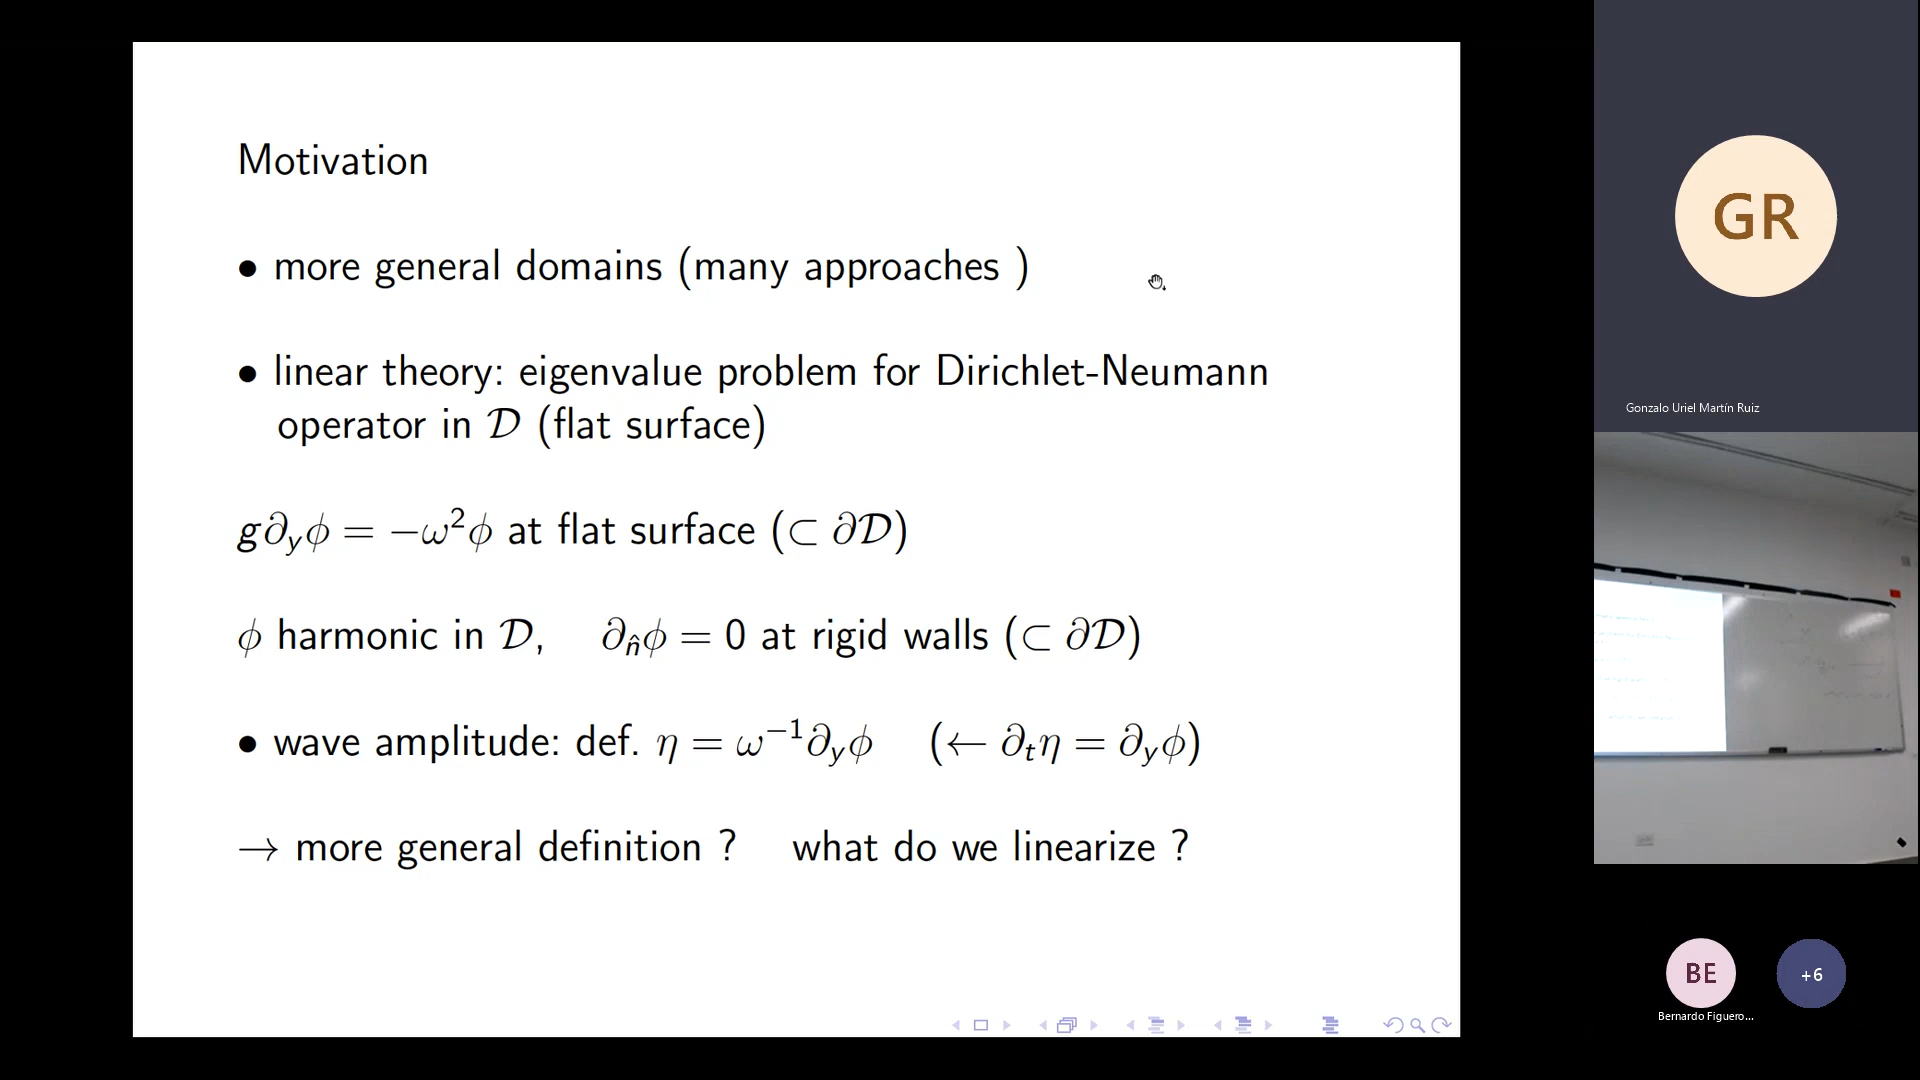 Motivation
• more general domains (many approaches )
• linear theory: eigenvalue problem for Dirichlet-Neumann
operator in 𝒟 (flat surface)
g∂_yϕ = −ω²ϕ at flat surface (⊂ ∂𝒟)
ϕ harmonic in 𝒟, ∂_n̂ϕ = 0 at rigid walls (⊂ ∂𝒟)
• wave amplitude: def. η = ω⁻¹∂_yϕ (← ∂_tη = ∂_yϕ)
→ more general definition ? what do we linearize ?
GR
Gonzalo Uriel Martín Ruiz
BE
+6
Bernardo Figuero...